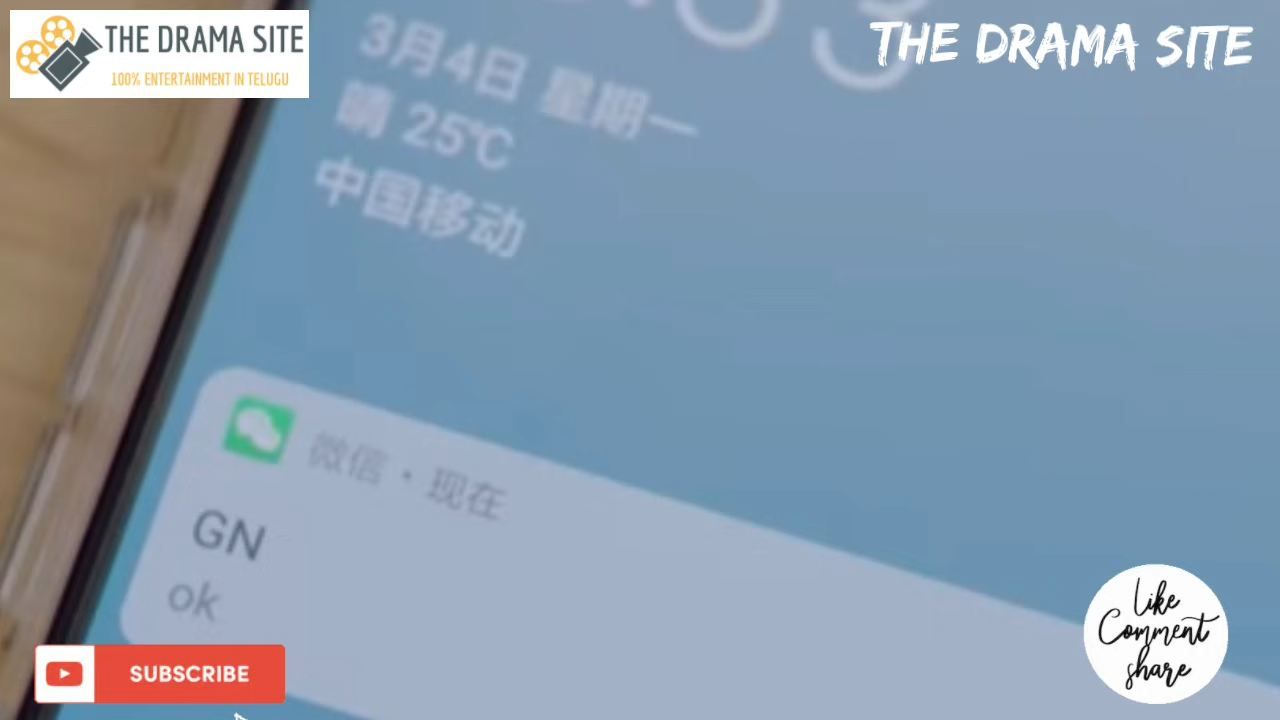 THE DRAMA SITE
100% ENTERTAINMENT IN TELUGU
THE DRAMA SITE
3月4日 星期一
晴 25℃
中国移动
微信 · 现在
GN
ok
SUBSCRIBE
like
Comment
share